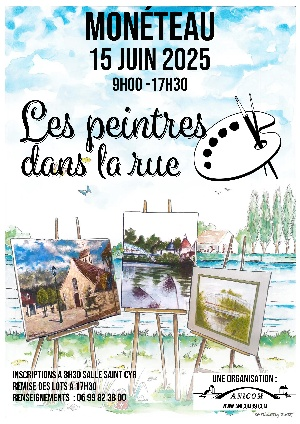 MONÉTEAU
15 JUIN 2025
9H00 -17H30
Les peintres
dans la rue
INSCRIPTIONS A 8H30 SALLE SAINT CYR
REMISE DES LOTS A 17H30
RENSEIGNEMENTS : 06 99 82 38 00
UNE ORGANISATION :
ASICOM